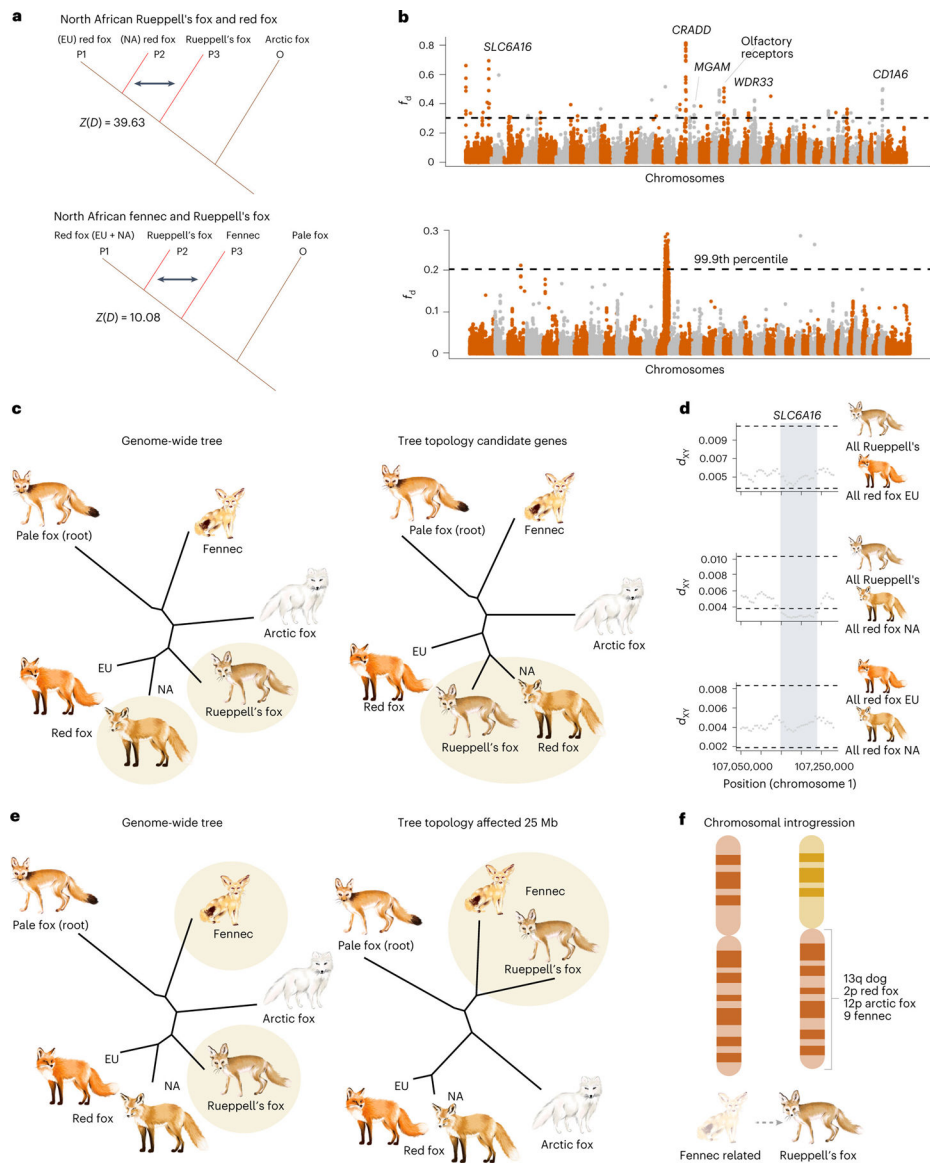 a
North African Rueppell's fox and red fox
(EU) red fox (NA) red fox Rueppell's fox Arctic fox
P1 P2 P3 O
Z(D) = 39.63
North African fennec and Rueppell's fox
Red fox (EU + NA) Rueppell's fox Fennec Pale fox
P1 P2 P3 O
Z(D) = 10.08
b
0.8
0.6
0.4
0.2
0
f_d
SLC6A16
CRADD
MGAM
Olfactory
receptors
WDR33
CD1A6
Chromosomes
0.3
0.2
0.1
0
f_d
99.9th percentile
Chromosomes
c
Genome-wide tree
Pale fox (root)
Fennec
Arctic fox
EU
NA
Rueppell's fox
Red fox
Tree topology candidate genes
Pale fox (root)
Fennec
Arctic fox
EU
NA
Red fox
Rueppell's fox
Red fox
d
SLC6A16
0.009
0.007
0.005
d_XY
All Rueppell's
All red fox EU
0.010
0.008
0.006
0.004
d_XY
All Rueppell's
All red fox NA
0.008
0.006
0.004
0.002
d_XY
All red fox EU
All red fox NA
107,050,000 107,250,000
Position (chromosome 1)
e
Genome-wide tree
Pale fox (root)
Fennec
Arctic fox
EU
NA
Rueppell's fox
Red fox
Tree topology affected 25 Mb
Fennec
Pale fox (root)
Rueppell's fox
EU
NA
Red fox
Arctic fox
f
Chromosomal introgression
13q dog
2p red fox
12p arctic fox
9 fennec
Fennec related Rueppell's fox